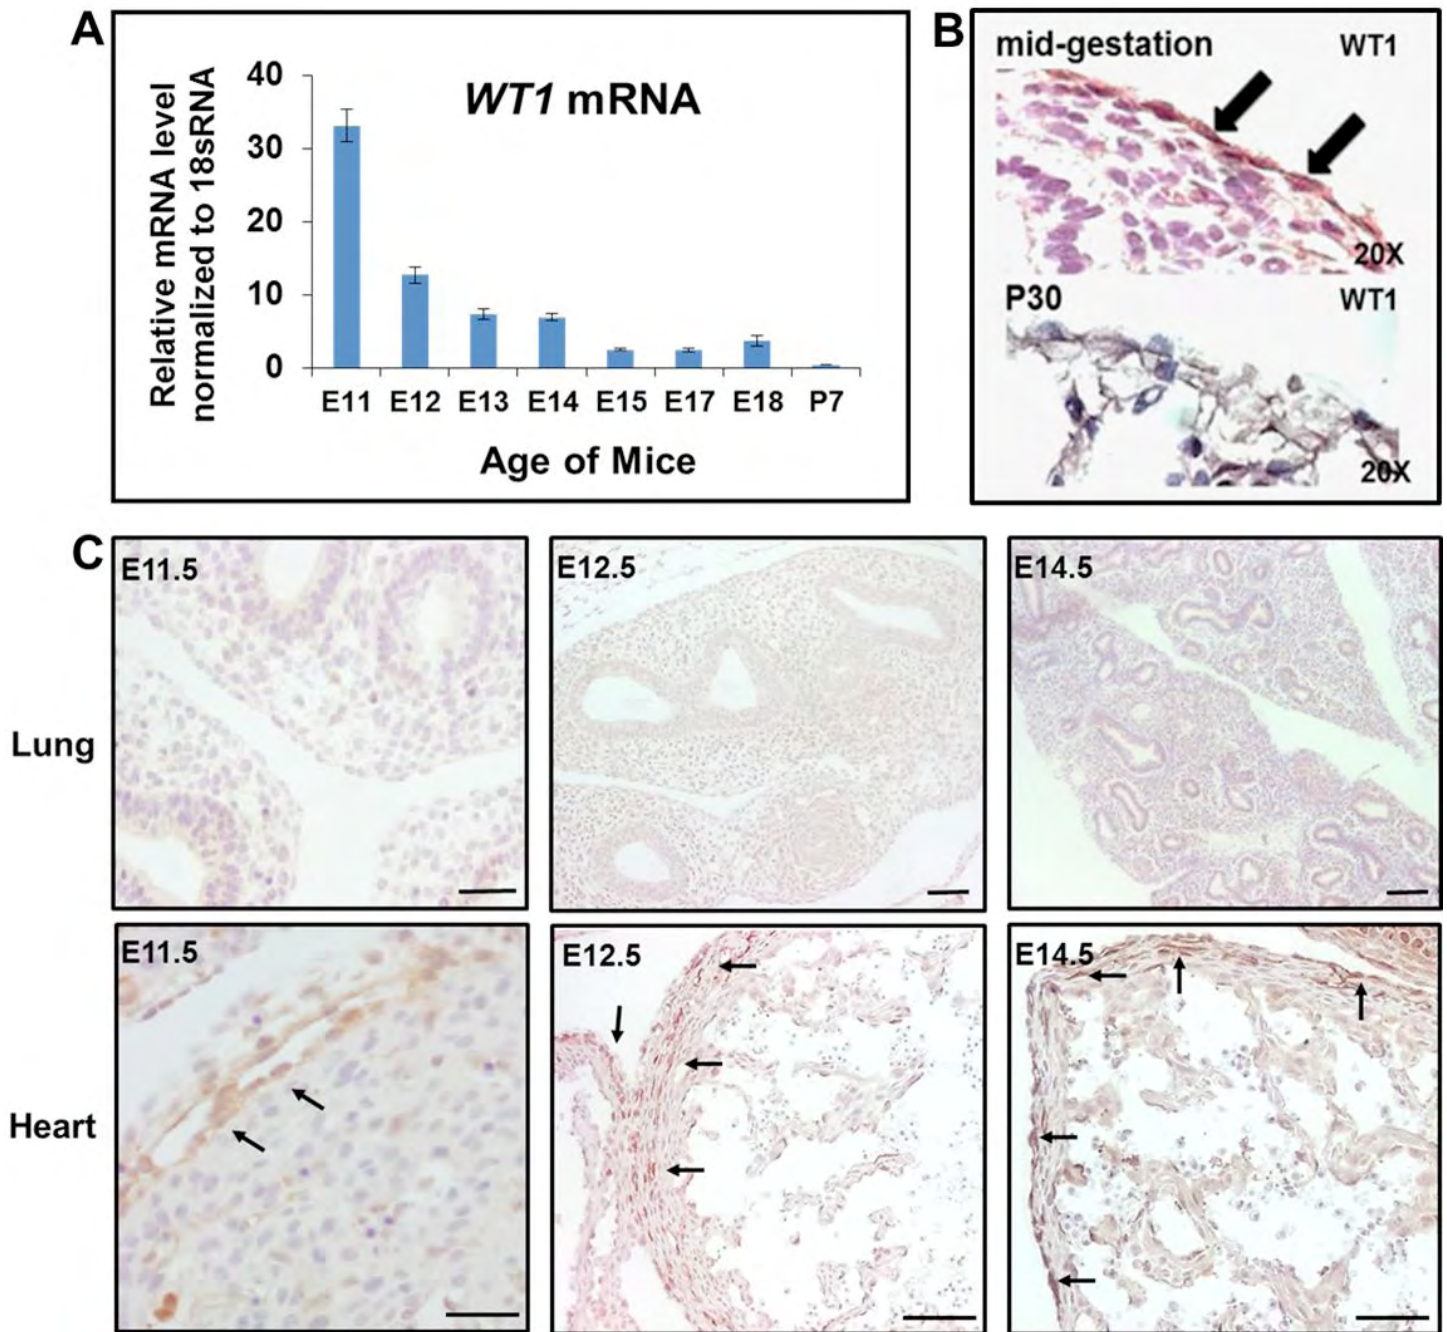 A
Relative mRNA level
normalized to 18sRNA
WT1 mRNA
40
30
20
10
0
E11 E12 E13 E14 E15 E17 E18 P7
Age of Mice
B
mid-gestation WT1
20X
P30 WT1
20X
C
Lung
E11.5 E12.5 E14.5
Heart
E11.5 E12.5 E14.5